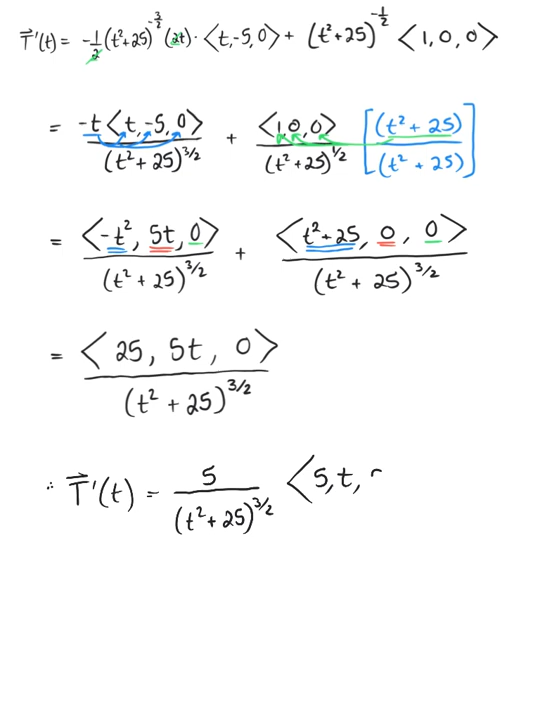 T⃗'(t) = -1/2 (t²+25)^(-3/2) (2t) · <t,-5,0> + (t²+25)^(-1/2) <1,0,0>
= -t<t,-5,0>/(t²+25)^(3/2) + <1,0,0>/(t²+25)^(1/2) [(t²+25)/(t²+25)]
= <-t²,5t,0>/(t²+25)^(3/2) + <t²+25,0,0>/(t²+25)^(3/2)
= <25,5t,0>/(t²+25)^(3/2)
∴ T⃗'(t) = 5/(t²+25)^(3/2) <5,t,